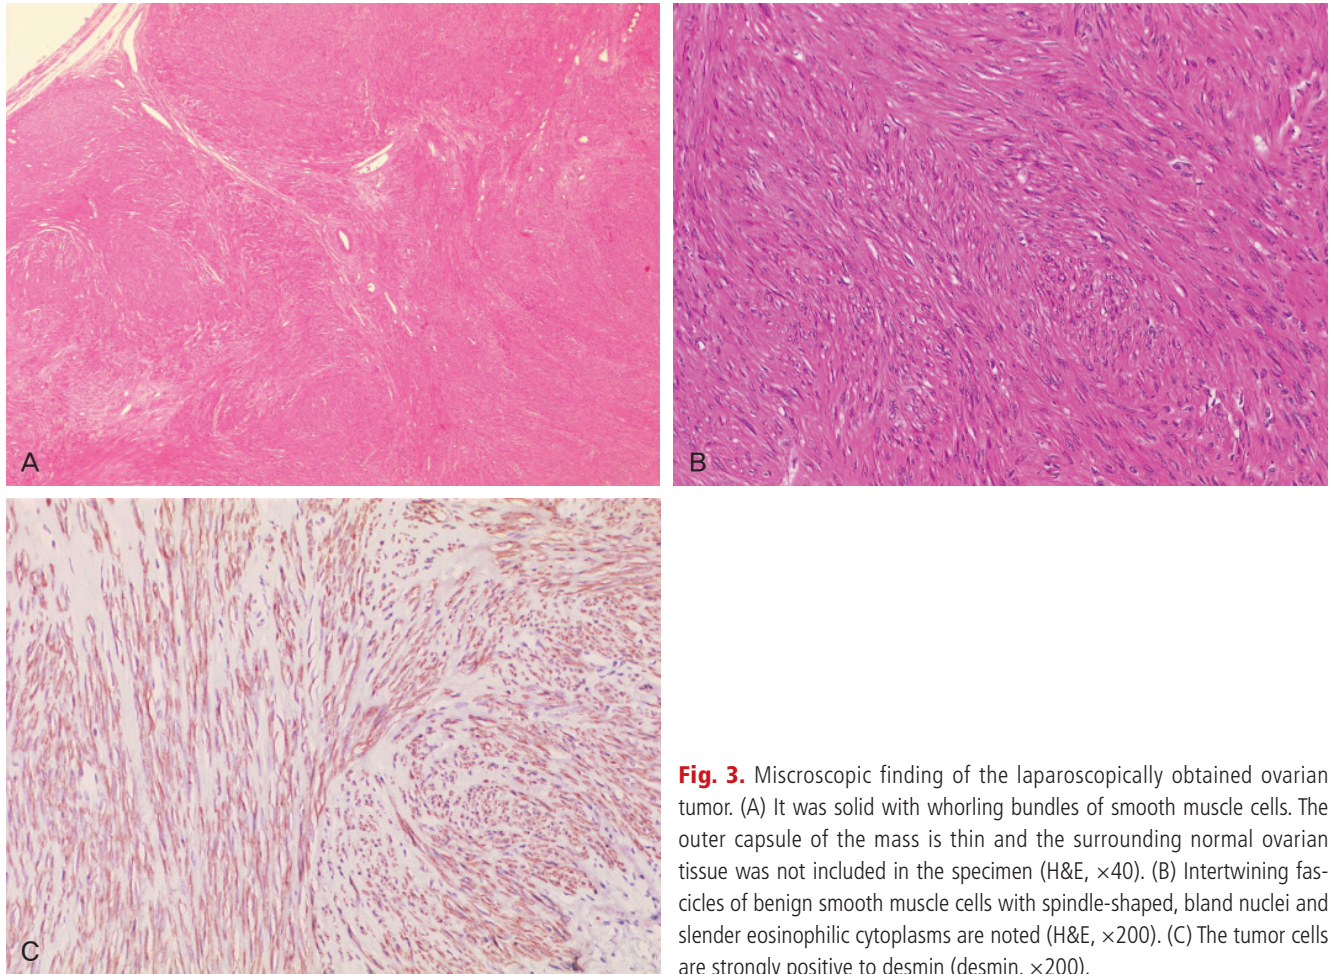 A
B
C
Fig. 3. Miscroscopic finding of the laparoscopically obtained ovarian
tumor. (A) It was solid with whorling bundles of smooth muscle cells. The
outer capsule of the mass is thin and the surrounding normal ovarian
tissue was not included in the specimen (H&E, ×40). (B) Intertwining fas-
cicles of benign smooth muscle cells with spindle-shaped, bland nuclei and
slender eosinophilic cytoplasms are noted (H&E, ×200). (C) The tumor cells
are strongly positive to desmin (desmin, ×200).